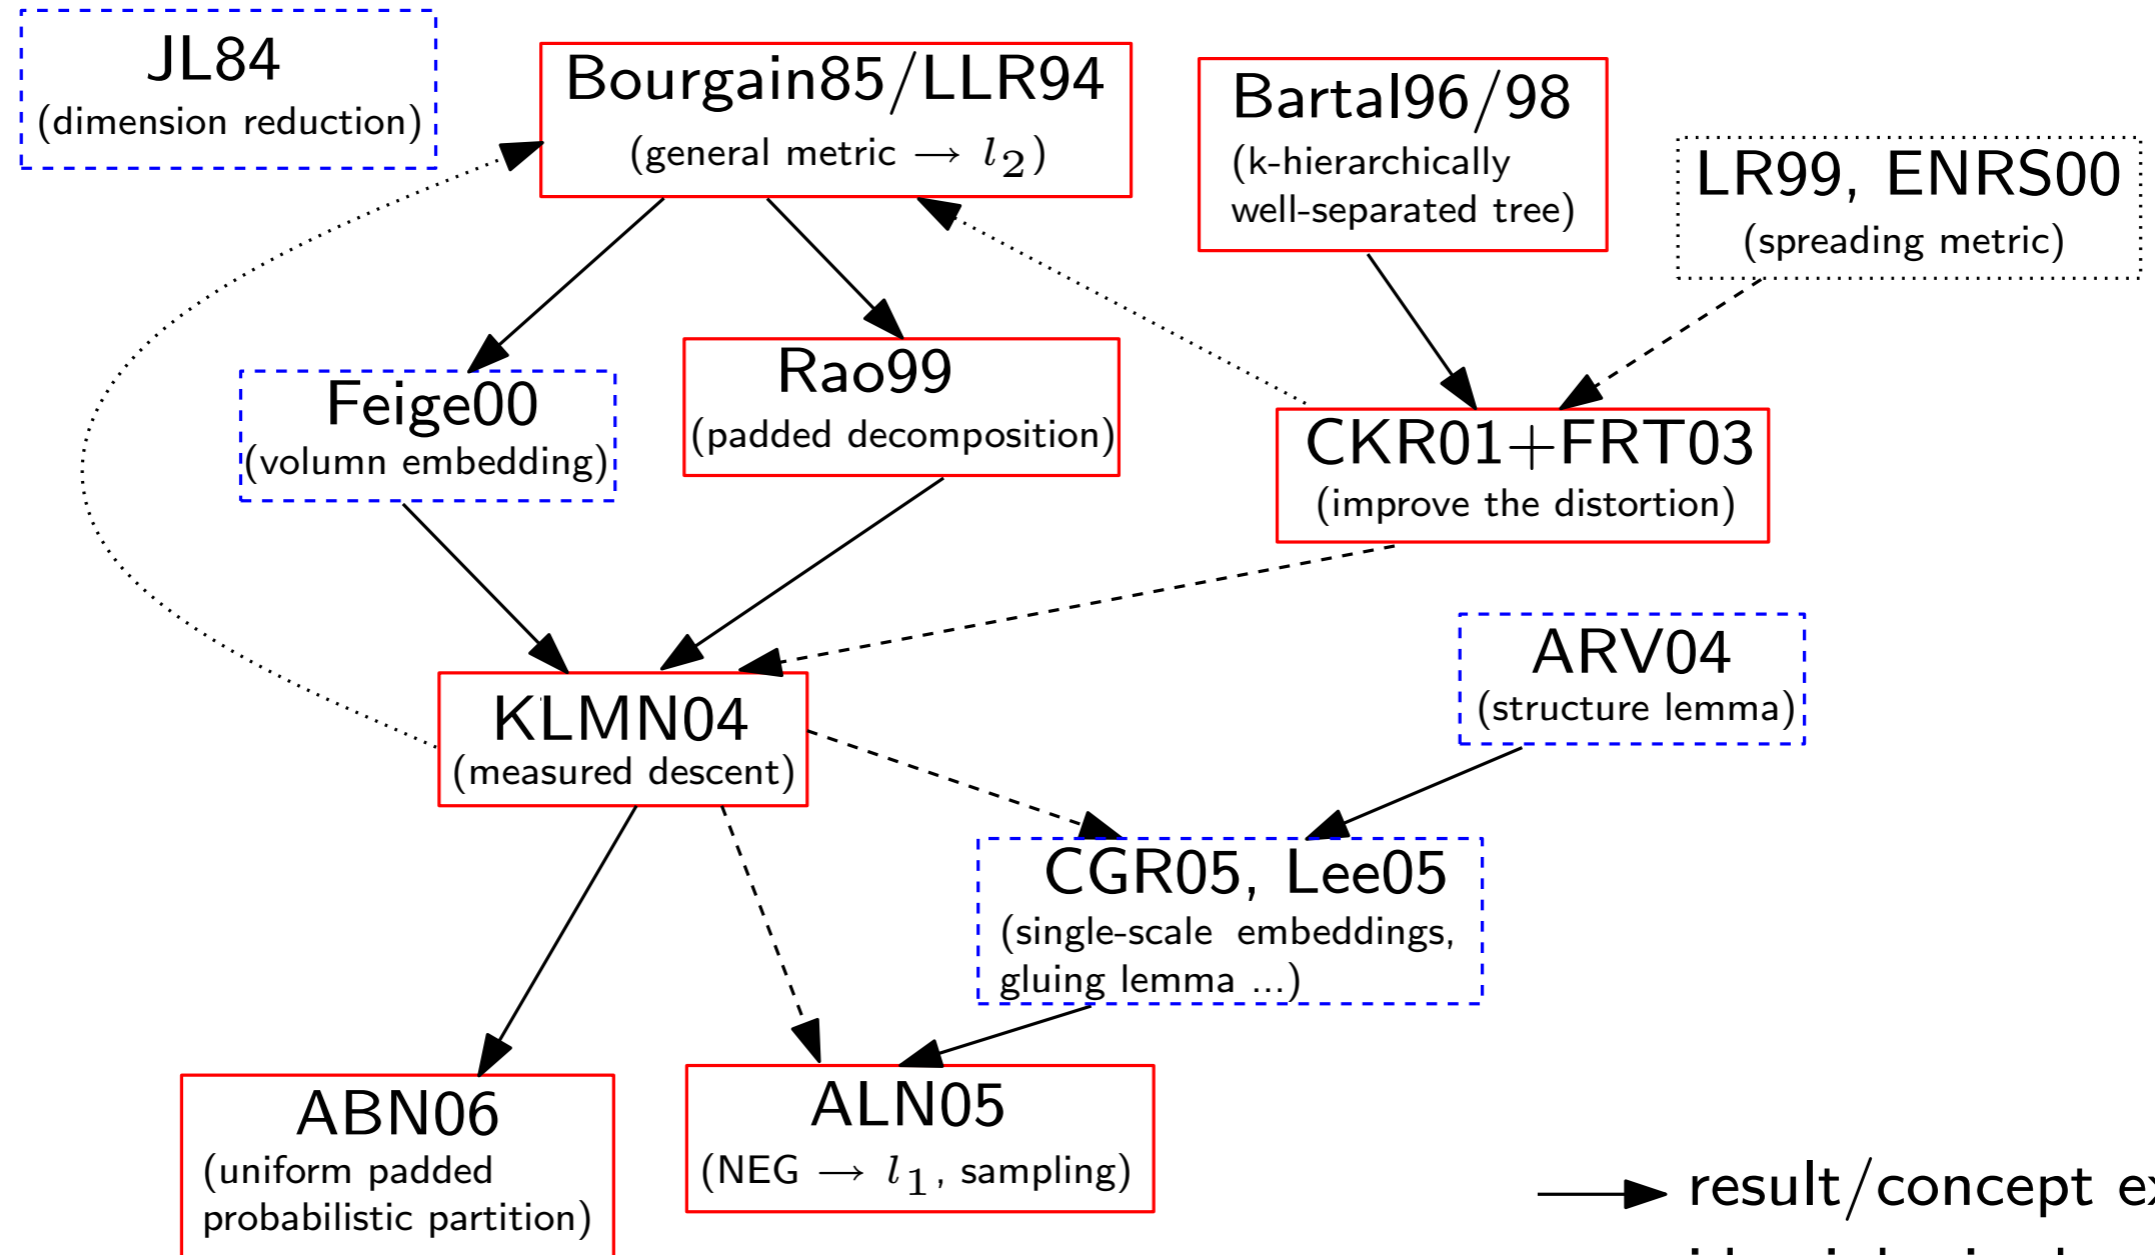 JL84
(dimension reduction)
Bourgain85/LLR94
(general metric → l₂)
Bartal96/98
(k-hierarchically
well-separated tree)
LR99, ENRS00
(spreading metric)
Feige00
(volumn embedding)
Rao99
(padded decomposition)
CKR01+FRT03
(improve the distortion)
KLMN04
(measured descent)
ARV04
(structure lemma)
CGR05, Lee05
(single-scale embeddings,
gluing lemma ...)
ABN06
(uniform padded
probabilistic partition)
ALN05
(NEG → l₁, sampling)
result/concept ex